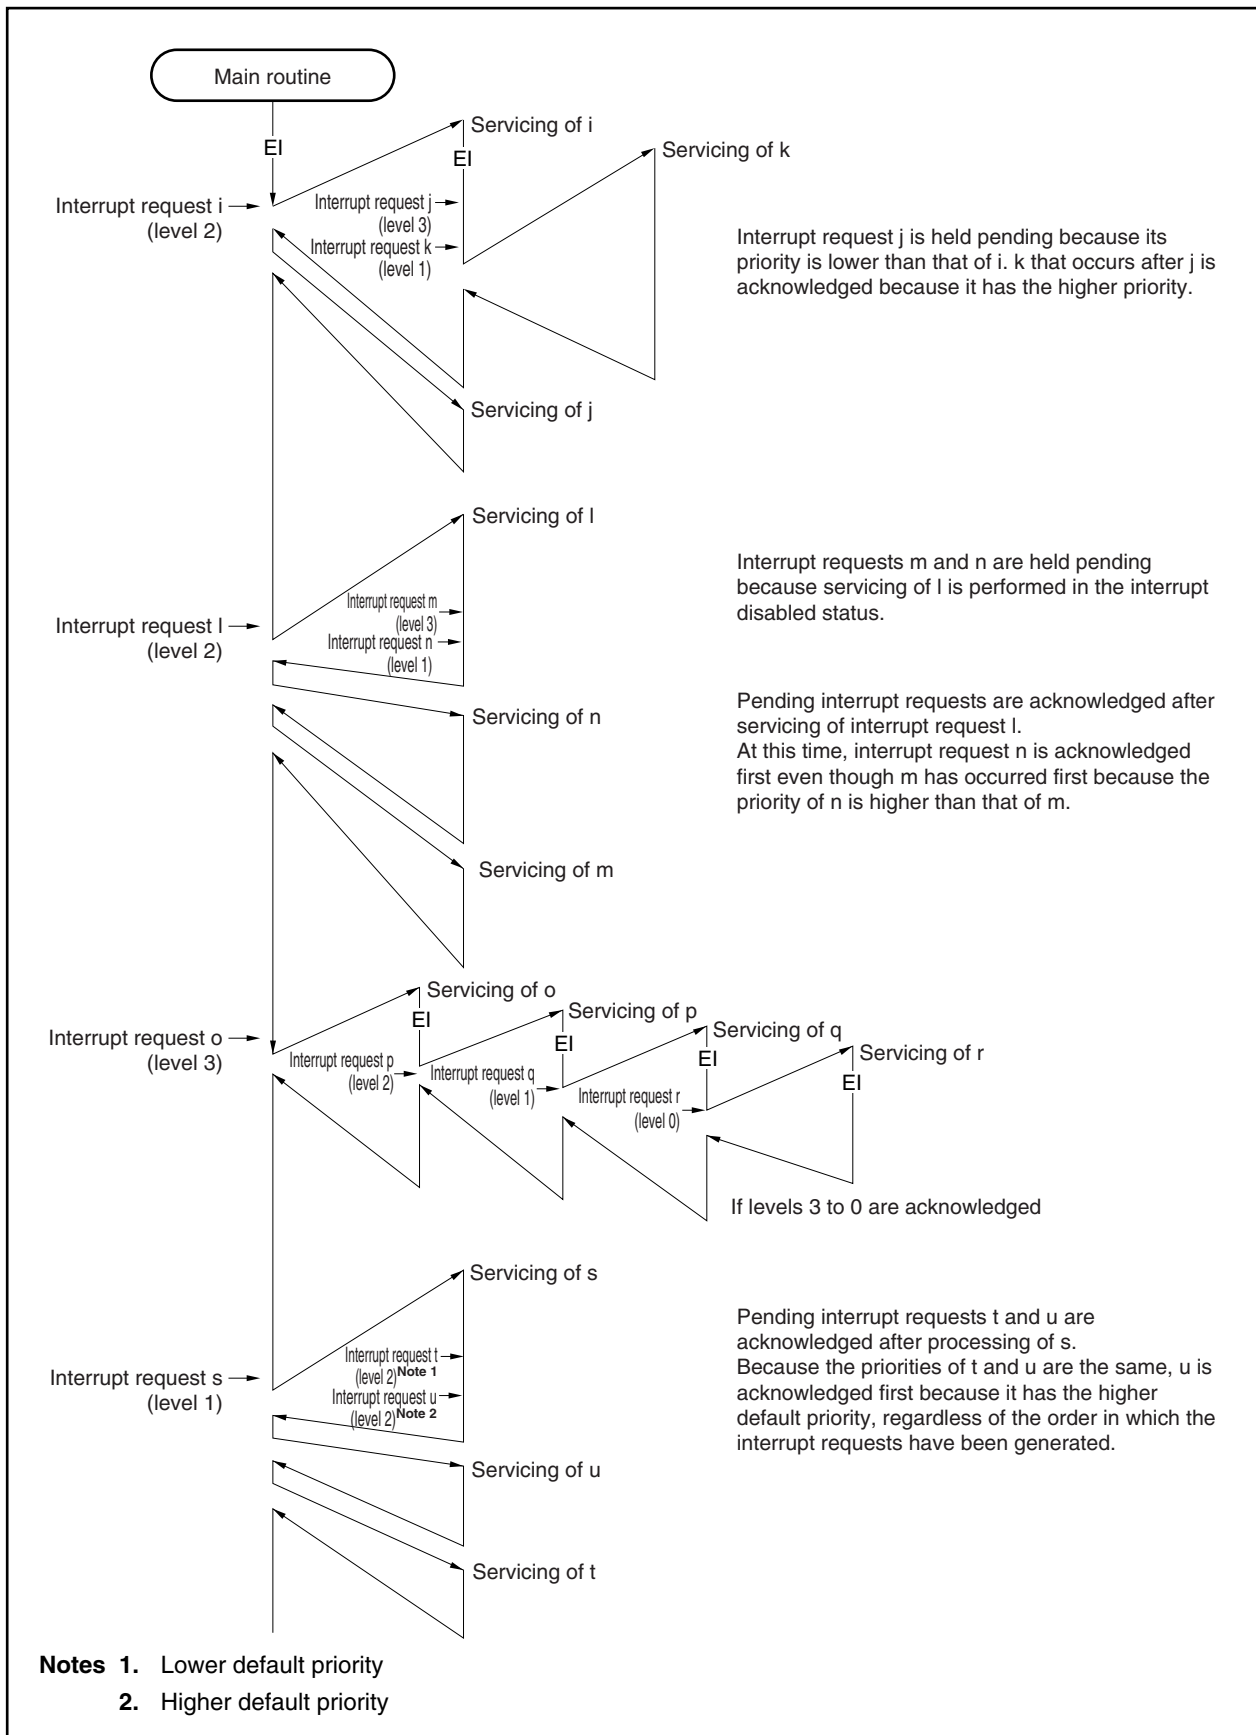 Main routine
EI
Servicing of i
EI
Servicing of k
Interrupt request i
(level 2)
Interrupt request j
(level 3)
Interrupt request k
(level 1)
Interrupt request j is held pending because its
priority is lower than that of i. k that occurs after j is
acknowledged because it has the higher priority.
Servicing of j
Servicing of l
Interrupt request l
(level 2)
Interrupt request m
(level 3)
Interrupt request n
(level 1)
Interrupt requests m and n are held pending
because servicing of l is performed in the interrupt
disabled status.
Servicing of n
Pending interrupt requests are acknowledged after
servicing of interrupt request l.
At this time, interrupt request n is acknowledged
first even though m has occurred first because the
priority of n is higher than that of m.
Servicing of m
Interrupt request o
(level 3)
Servicing of o
EI
Interrupt request p
(level 2)
Servicing of p
EI
Interrupt request q
(level 1)
Servicing of q
EI
Interrupt request r
(level 0)
Servicing of r
EI
If levels 3 to 0 are acknowledged
Servicing of s
Interrupt request s
(level 1)
Interrupt request t
(level 2)Note 1
Interrupt request u
(level 2)Note 2
Pending interrupt requests t and u are
acknowledged after processing of s.
Because the priorities of t and u are the same, u is
acknowledged first because it has the higher
default priority, regardless of the order in which the
interrupt requests have been generated.
Servicing of u
Servicing of t
Notes 1. Lower default priority
2. Higher default priority